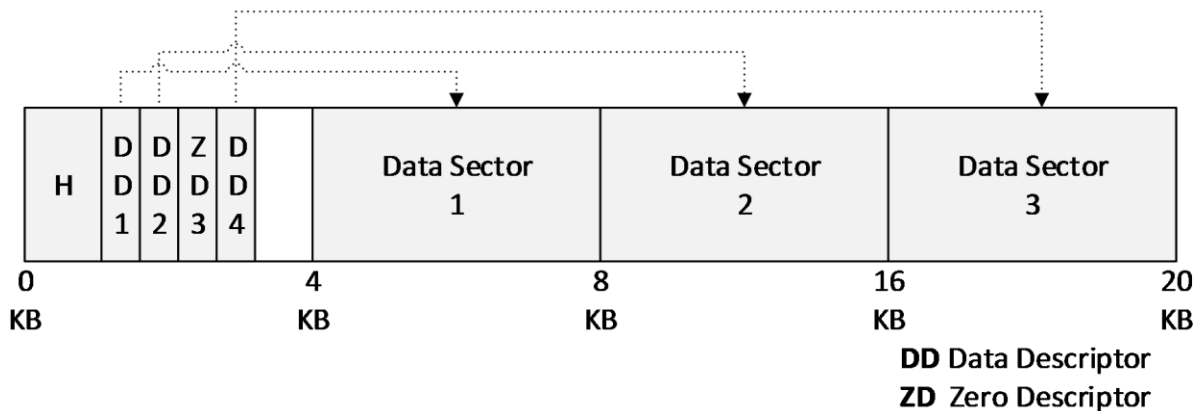 H
D
D
1
D
D
2
Z
D
3
D
D
4
Data Sector
1
Data Sector
2
Data Sector
3
0
KB
4
KB
8
KB
16
KB
20
KB
DD Data Descriptor
ZD Zero Descriptor